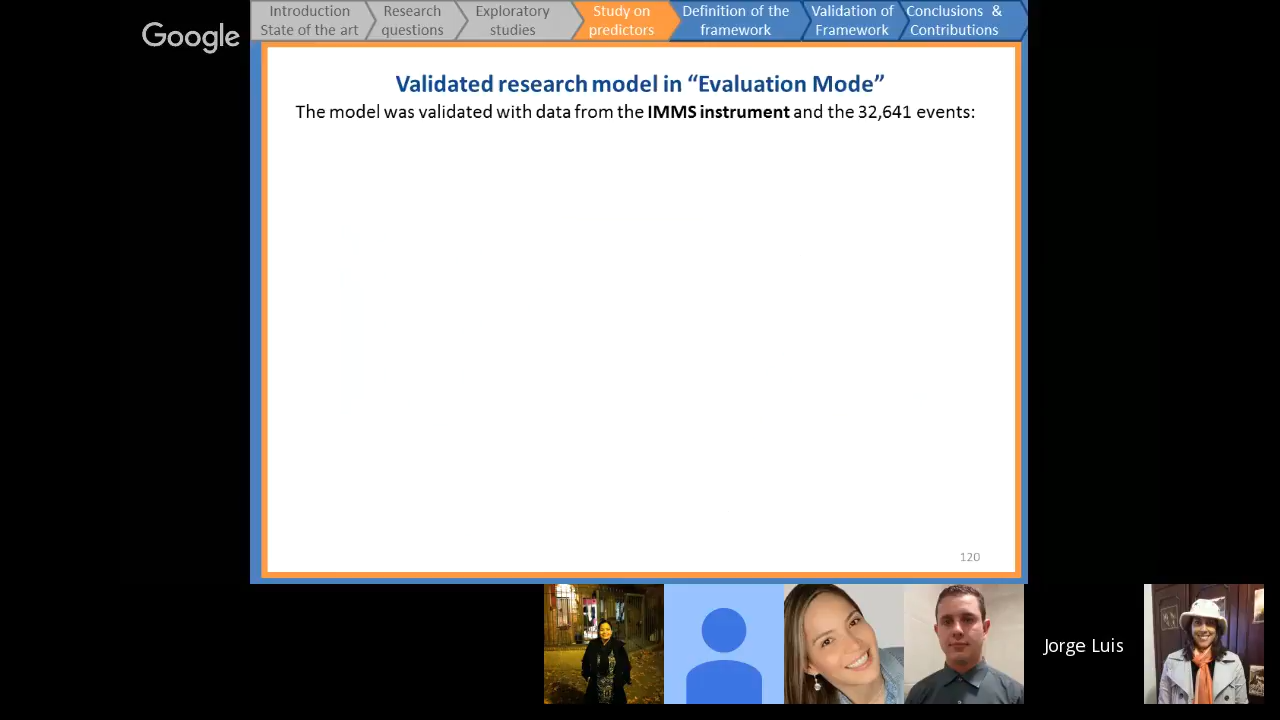 Google
Introduction
State of the art
Research
questions
Exploratory
studies
Study on
predictors
Definition of the
framework
Validation of
Framework
Conclusions &
Contributions
Validated research model in “Evaluation Mode”
The model was validated with data from the IMMS instrument and the 32,641 events:
120
Jorge Luis